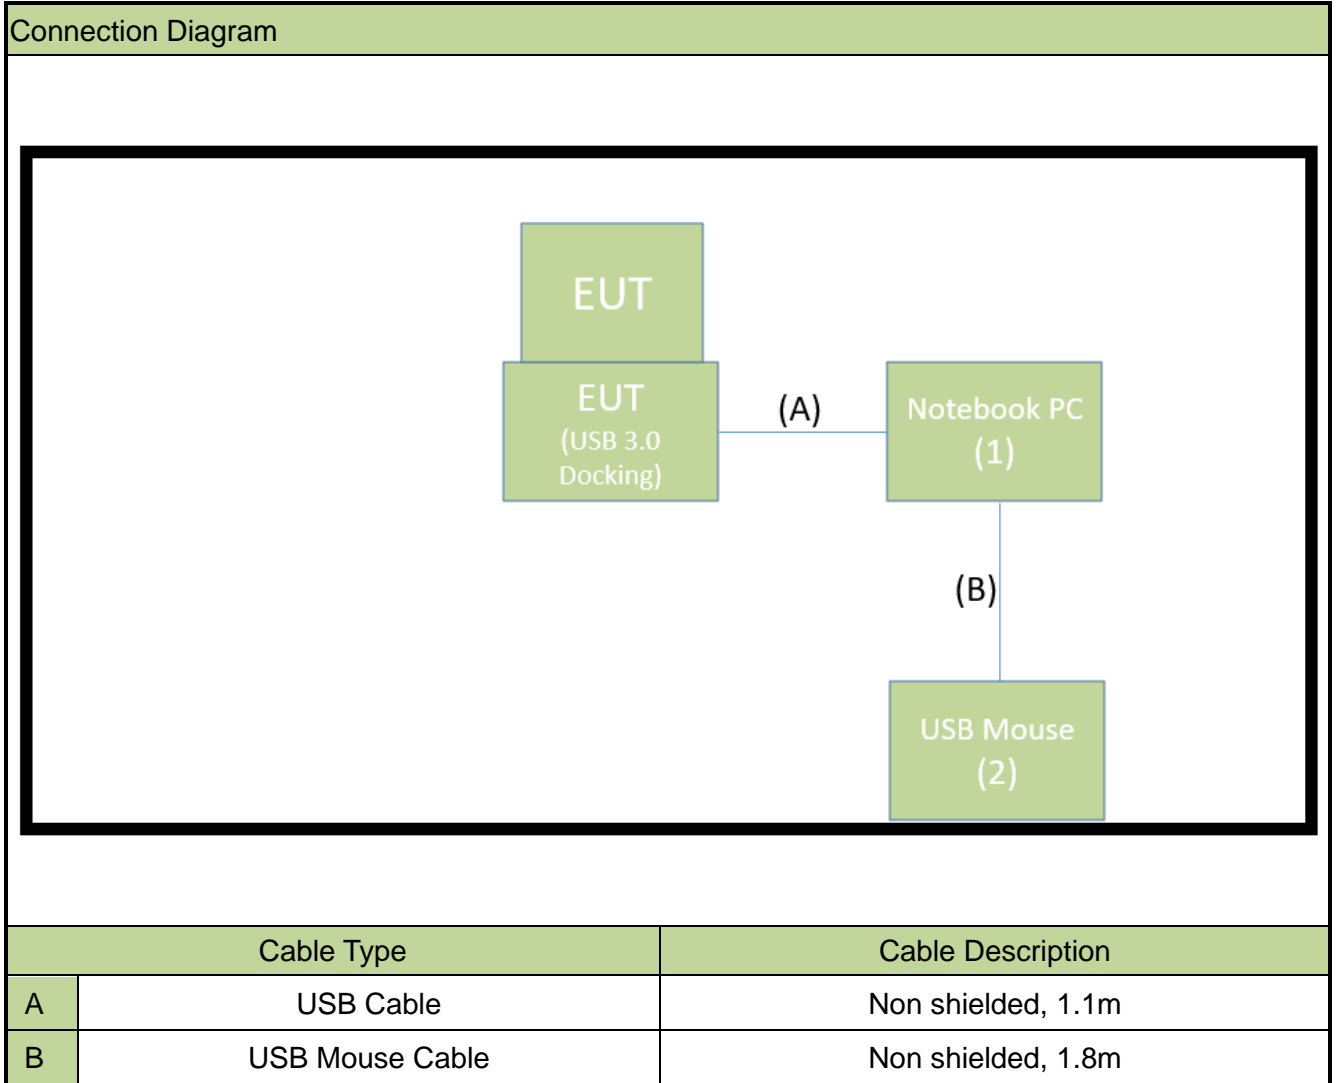 Connection Diagram
EUT
EUT
(USB 3.0
Docking)
(A)
Notebook PC
(1)
(B)
USB Mouse
(2)
Cable Type Cable Description
A USB Cable Non shielded, 1.1m
B USB Mouse Cable Non shielded, 1.8m